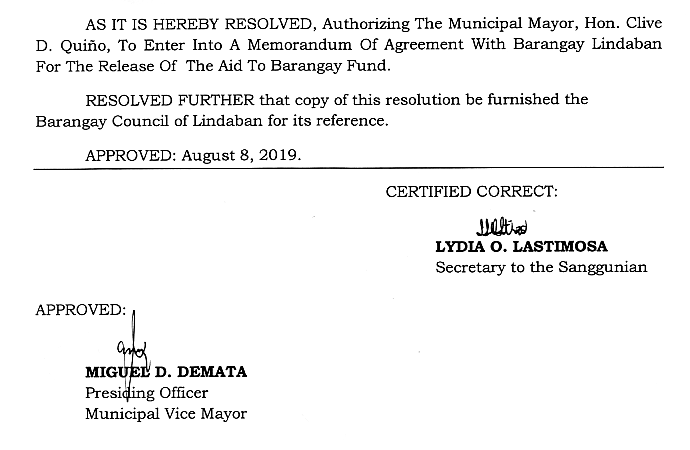 AS IT IS HEREBY RESOLVED, Authorizing The Municipal Mayor, Hon. Clive
D. Quiño, To Enter Into A Memorandum Of Agreement With Barangay Lindaban
For The Release Of The Aid To Barangay Fund.
RESOLVED FURTHER that copy of this resolution be furnished the
Barangay Council of Lindaban for its reference.
APPROVED: August 8, 2019.
CERTIFIED CORRECT:
LYDIA O. LASTIMOSA
Secretary to the Sanggunian
APPROVED:
MIGUEL D. DEMATA
Presiding Officer
Municipal Vice Mayor